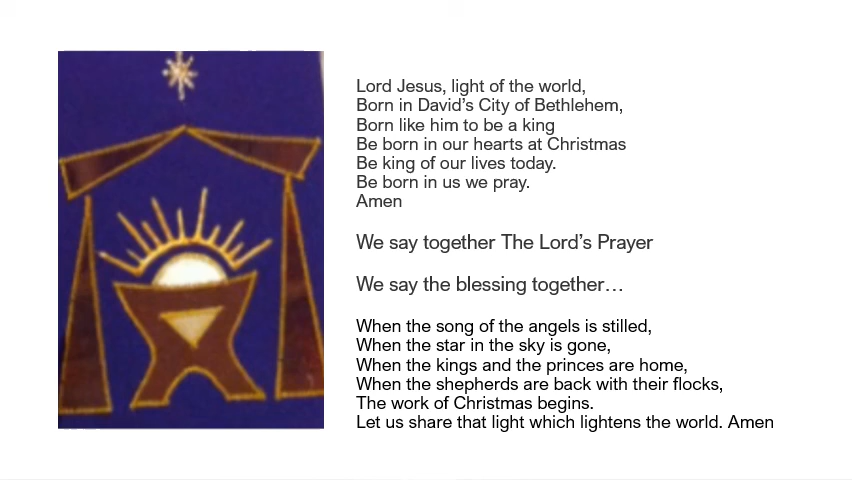 Lord Jesus, light of the world,
Born in David's City of Bethlehem,
Born like him to be a king
Be born in our hearts at Christmas
Be king of our lives today.
Be born in us we pray.
Amen
We say together The Lord's Prayer
We say the blessing together…
When the song of the angels is stilled,
When the star in the sky is gone,
When the kings and the princes are home,
When the shepherds are back with their flocks,
The work of Christmas begins.
Let us share that light which lightens the world. Amen